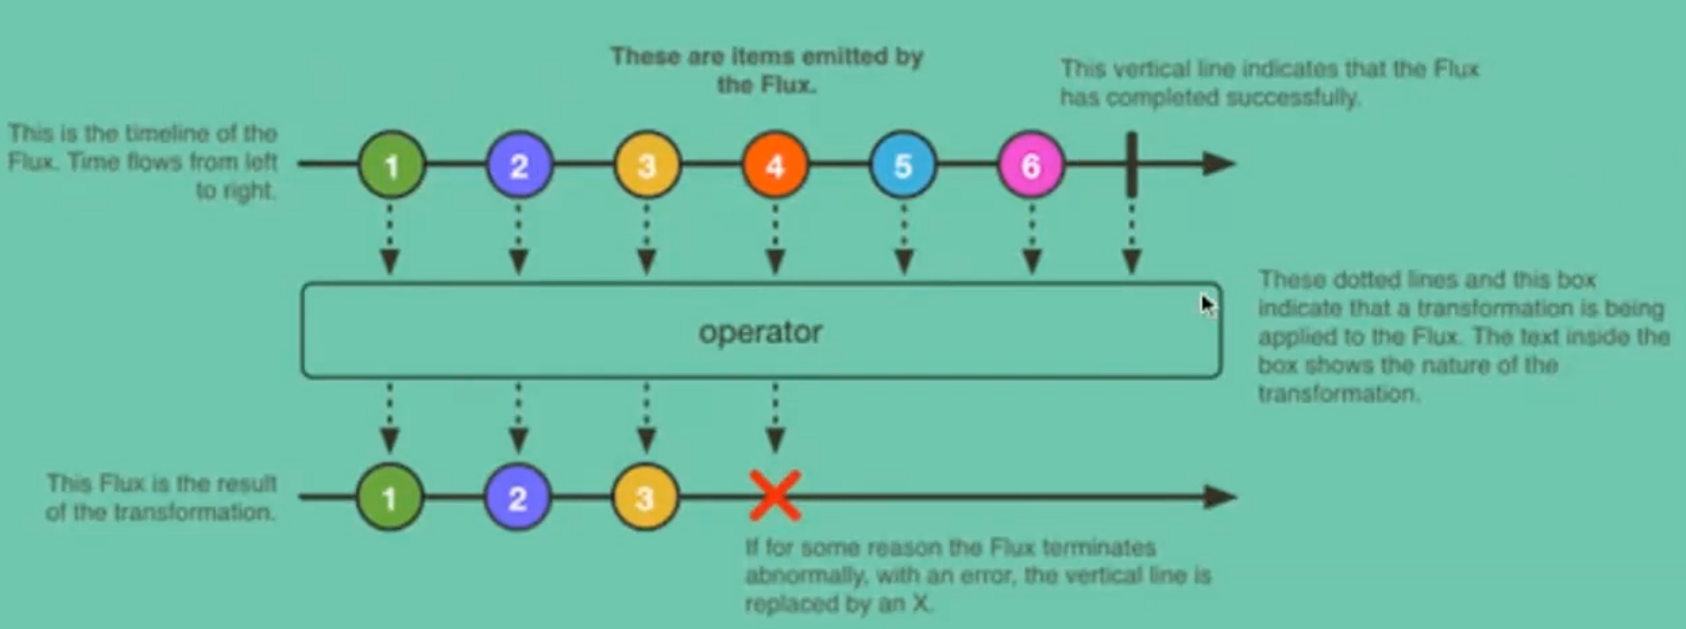 These are items emitted by
the Flux.
This vertical line indicates that the Flux
has completed successfully.
This is the timeline of the
Flux. Time flows from left
to right.
1 2 3 4 5 6
These dotted lines and this box
indicate that a transformation is being
applied to the Flux. The text inside the
box shows the nature of the
transformation.
operator
This Flux is the result
of the transformation.
1 2 3
If for some reason the Flux terminates
abnormally, with an error, the vertical line is
replaced by an X.